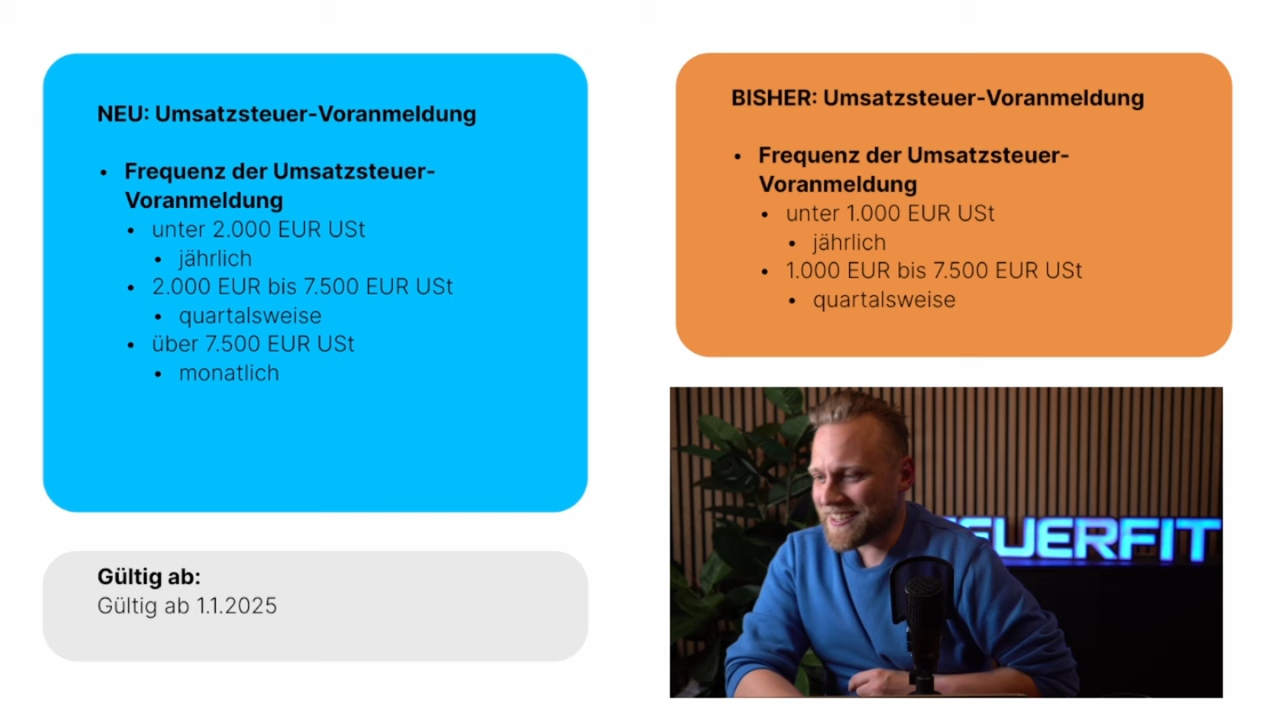 NEU: Umsatzsteuer-Voranmeldung
• Frequenz der Umsatzsteuer-
Voranmeldung
• unter 2.000 EUR USt
• jährlich
• 2.000 EUR bis 7.500 EUR USt
• quartalsweise
• über 7.500 EUR USt
• monatlich
Gültig ab:
Gültig ab 1.1.2025
BISHER: Umsatzsteuer-Voranmeldung
• Frequenz der Umsatzsteuer-
Voranmeldung
• unter 1.000 EUR USt
• jährlich
• 1.000 EUR bis 7.500 EUR USt
• quartalsweise
EUERFIT